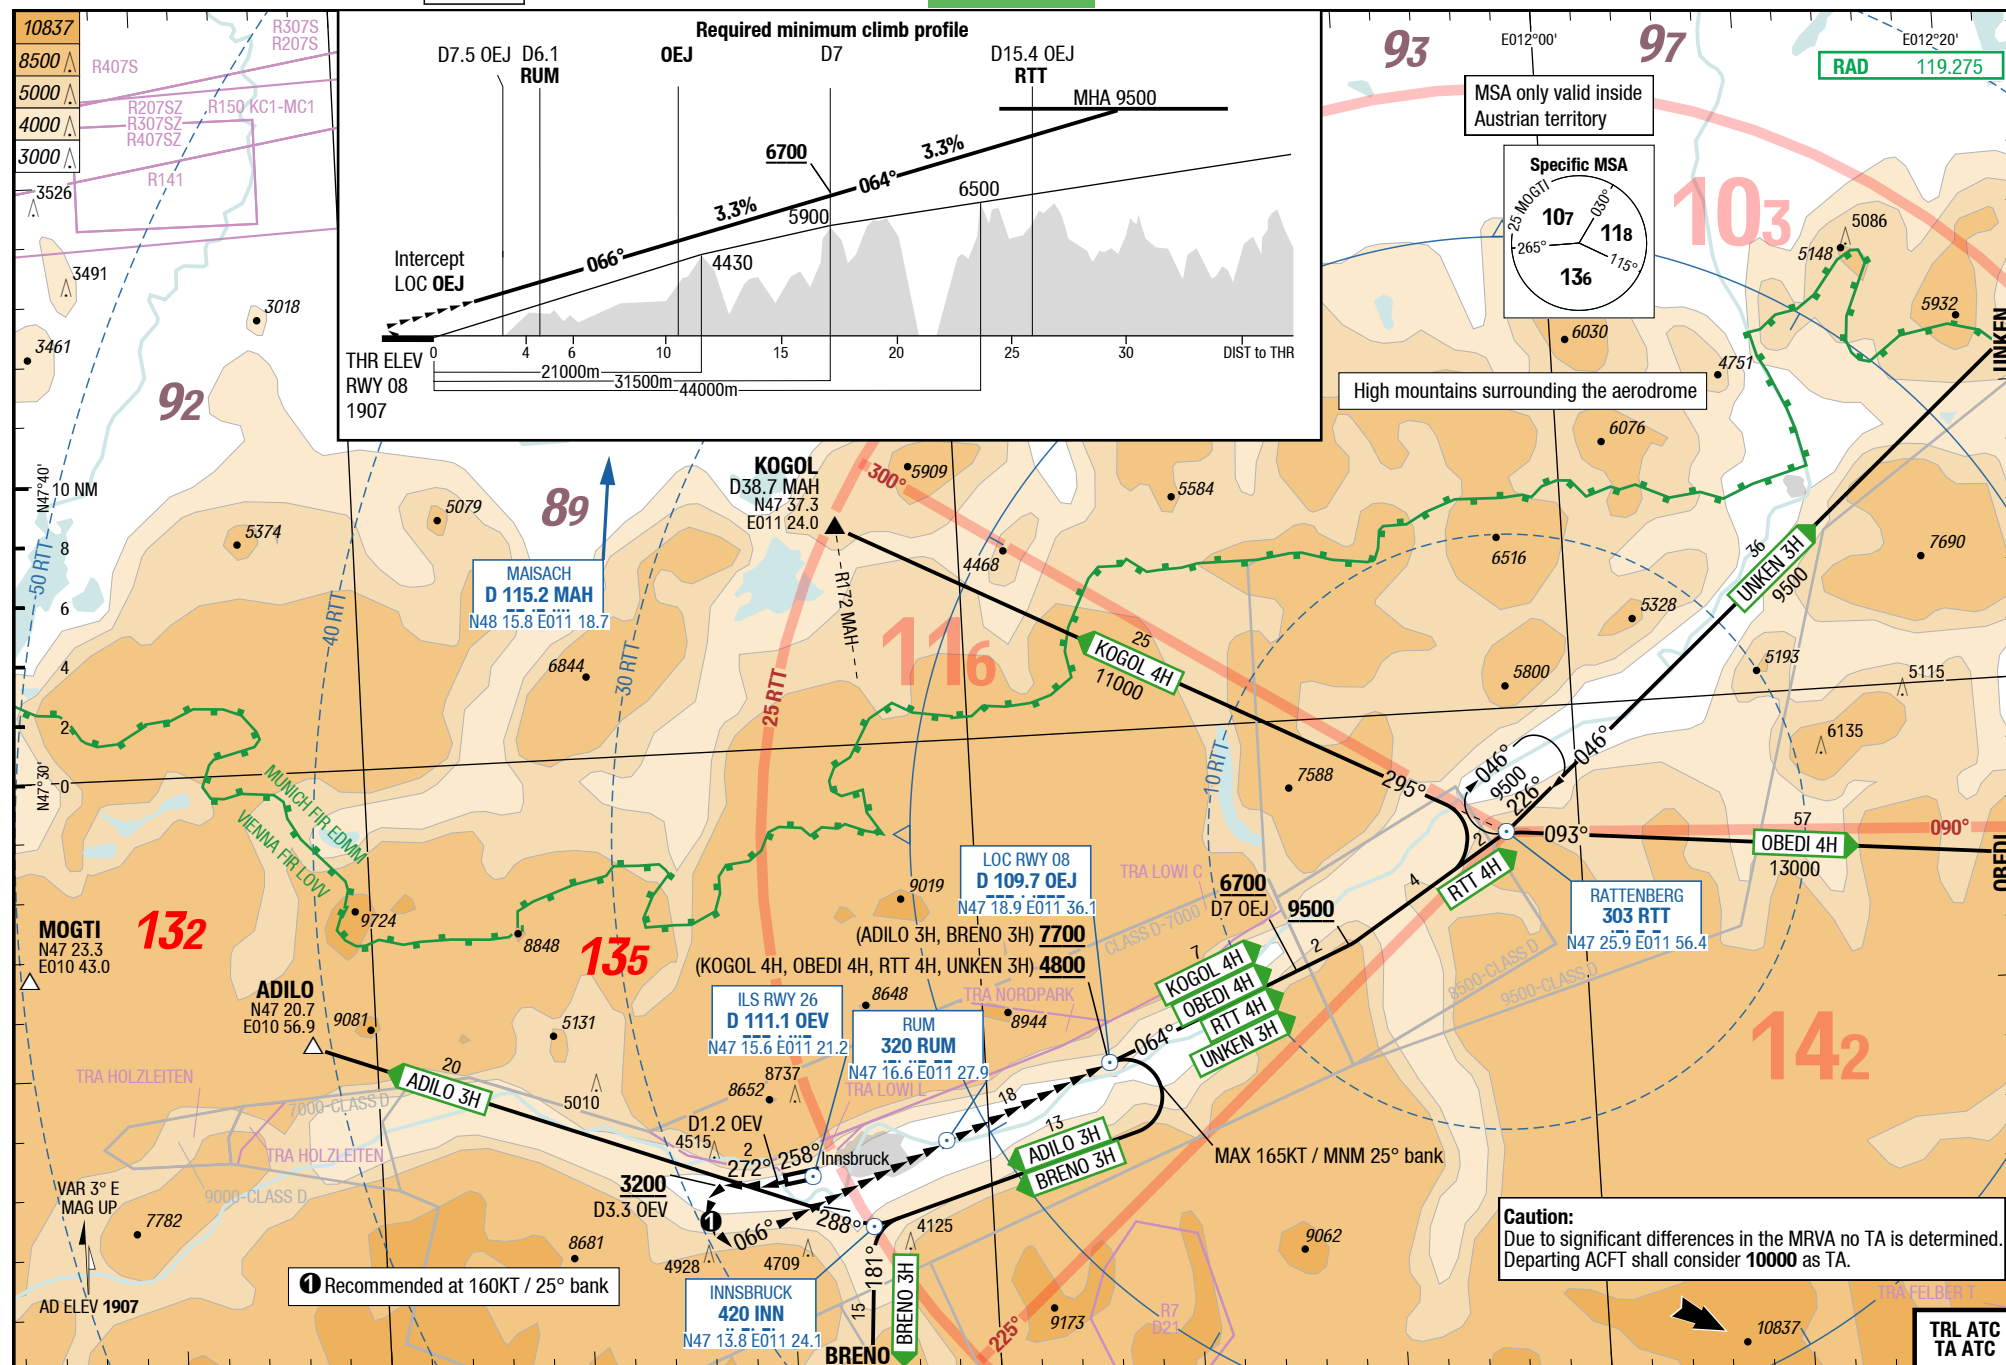 10837
8500
5000
4000
3000
R307S
R207S
R407S
R207SZ
R307SZ
R407SZ
R150 KC1-MC1
R141
3526
3491
3018
3461
92
Required minimum climb profile
D7.5 OEJ
D6.1
RUM
OEJ
D7
D15.4 OEJ
RTT
MHA 9500
6700
3.3%
064°
3.3%
6500
5900
066°
4430
Intercept
LOC OEJ
THR ELEV
RWY 08
1907
0
4
6
10
15
20
25
30
DIST to THR
21000m
31500m
44000m
93
E012°00'
97
E012°20'
RAD 119.275
MSA only valid inside
Austrian territory
Specific MSA
25 MOGTI
107
030°
118
265°
115°
136
103
5086
5148
5932
6030
4751
UNKEN
High mountains surrounding the aerodrome
6076
N47°40'
10 NM
8
6
4
2
0
N47°30'
50 RTT
40 RTT
30 RTT
25 RTT
10 RTT
5374
5079
89
MAISACH
D 115.2 MAH
N48 15.8 E011 18.7
KOGOL
D38.7 MAH
N47 37.3
E011 24.0
R172 MAH
300°
5909
4468
5584
6516
7690
5328
5193
5115
5800
6135
6844
116
25
KOGOL 4H
11000
36
UNKEN 3H
9500
7588
295°
046°
9500
226°
046°
MUNICH FIR EDMM
VIENNA FIR LOVV
9724
8848
9019
MOGTI
N47 23.3
E010 43.0
132
135
ADILO
N47 20.7
E010 56.9
9081
5131
8648
8944
LOC RWY 08
D 109.7 OEJ
N47 18.9 E011 36.1
(ADILO 3H, BRENO 3H) 7700
(KOGOL 4H, OBEDI 4H, RTT 4H, UNKEN 3H) 4800
TRA LOWI C
CLASS D-7000
6700
D7 OEJ
9500
2
4
2
7
093°
57
OBEDI 4H
13000
090°
OBEDI
RTT 4H
RATTENBERG
303 RTT
N47 25.9 E011 56.4
KOGOL 4H
OBEDI 4H
RTT 4H
UNKEN 3H
064°
8500-CLASS D
9500-CLASS D
142
ILS RWY 26
D 111.1 OEV
N47 15.6 E011 21.2
RUM
320 RUM
N47 16.6 E011 27.9
TRA NORDPARK
TRA LOWI L
TRA HOLZLEITEN
7000-CLASS D
20
ADILO 3H
5010
8652
8737
D1.2 OEV
4515
2
272°
258°
Innsbruck
18
13
ADILO 3H
BRENO 3H
MAX 165KT / MNM 25° bank
TRA HOLZLEITEN
9000-CLASS D
3200
D3.3 OEV
1
066°
288°
4125
4928
4709
181°
15
BRENO 3H
BRENO
INNSBRUCK
420 INN
N47 13.8 E011 24.1
VAR 3° E
MAG UP
7782
8681
AD ELEV 1907
1 Recommended at 160KT / 25° bank
9062
9173
225°
R7
D21
Caution:
Due to significant differences in the MRVA no TA is determined.
Departing ACFT shall consider 10000 as TA.
TRA FELBER T
10837
TRL ATC
TA ATC